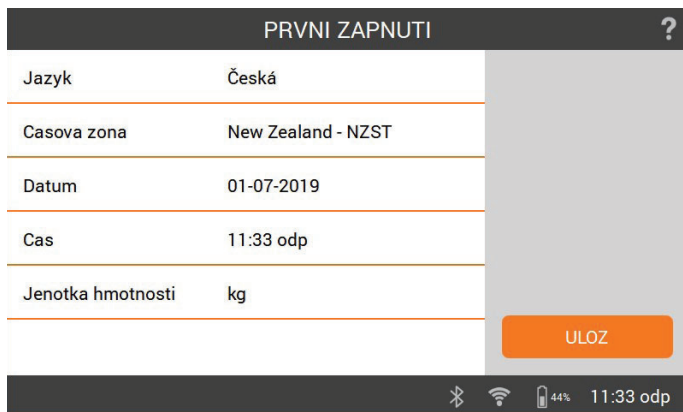 PRVNI ZAPNUTI ?
Jazyk Česká
Casova zona New Zealand - NZST
Datum 01-07-2019
Cas 11:33 odp
Jenotka hmotnosti kg
ULOZ
44% 11:33 odp